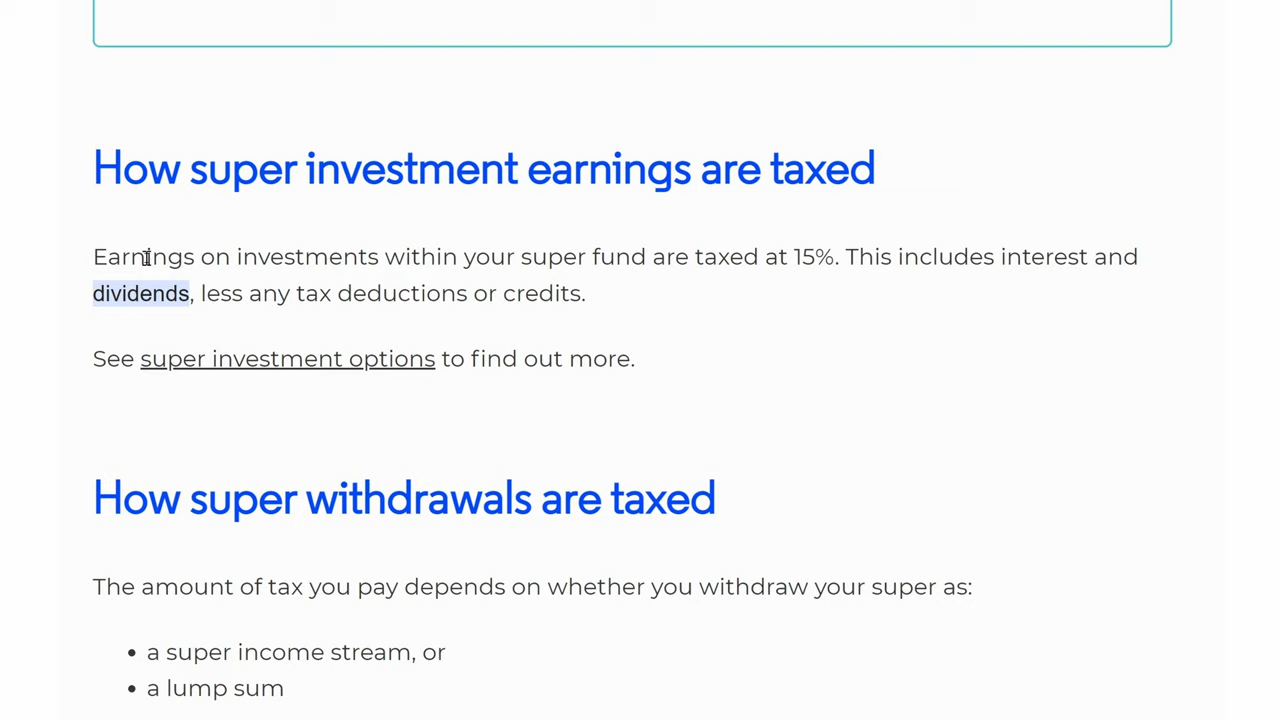 How super investment earnings are taxed
Earnings on investments within your super fund are taxed at 15%. This includes interest and
dividends, less any tax deductions or credits.
See super investment options to find out more.
How super withdrawals are taxed
The amount of tax you pay depends on whether you withdraw your super as:
• a super income stream, or
• a lump sum